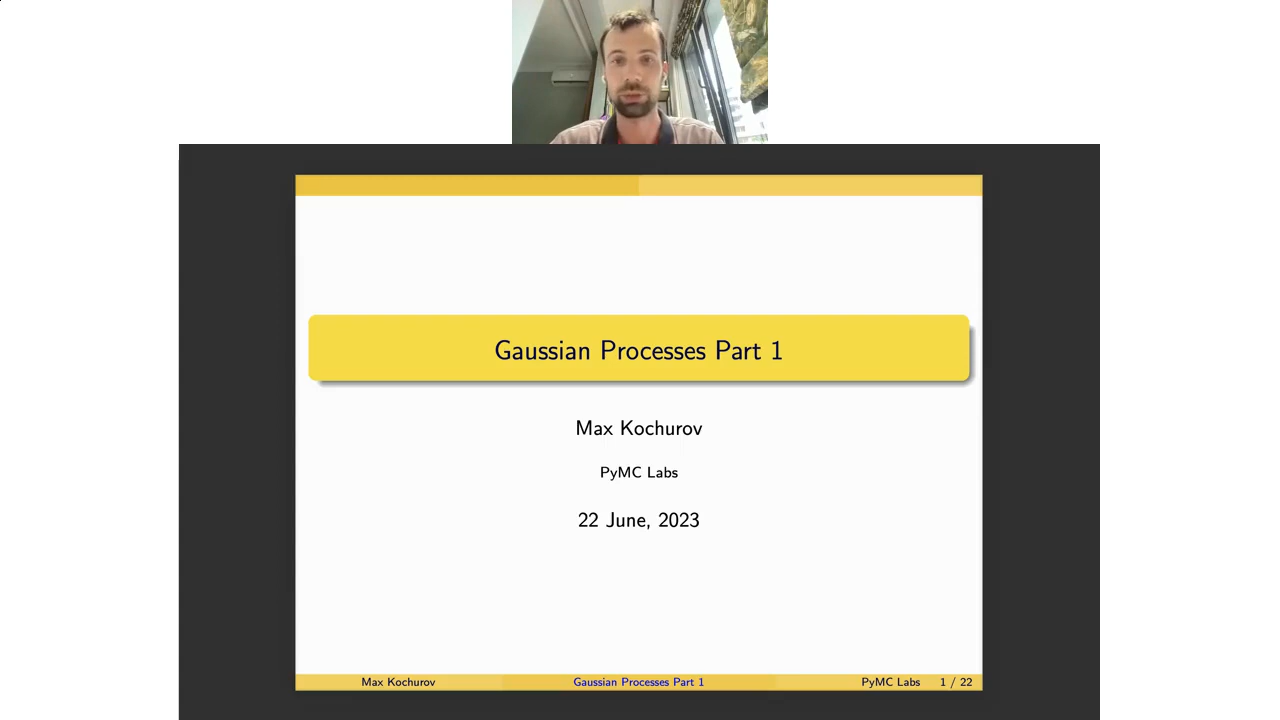 Gaussian Processes Part 1
Max Kochurov
PyMC Labs
22 June, 2023
Max Kochurov Gaussian Processes Part 1 PyMC Labs 1 / 22